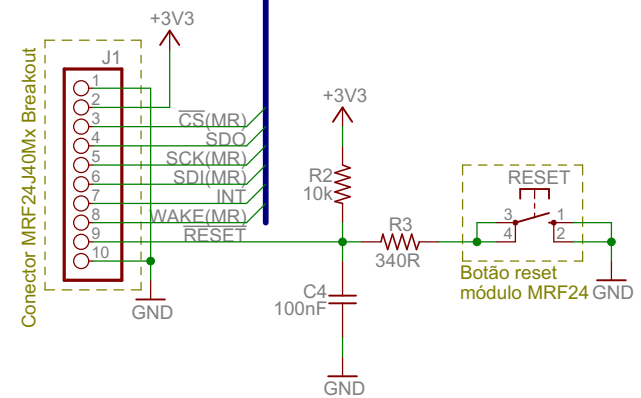 +3V3
J1
Conector MRF24J40Mx Breakout
1
2
3
CS(MR)
4
SDO
5
SCK(MR)
6
SDI(MR)
7
INT
8
WAKE(MR)
9
RESET
10
GND
+3V3
R2
10k
R3
340R
C4
100nF
GND
RESET
3
1
4
2
Botão reset
módulo MRF24
GND